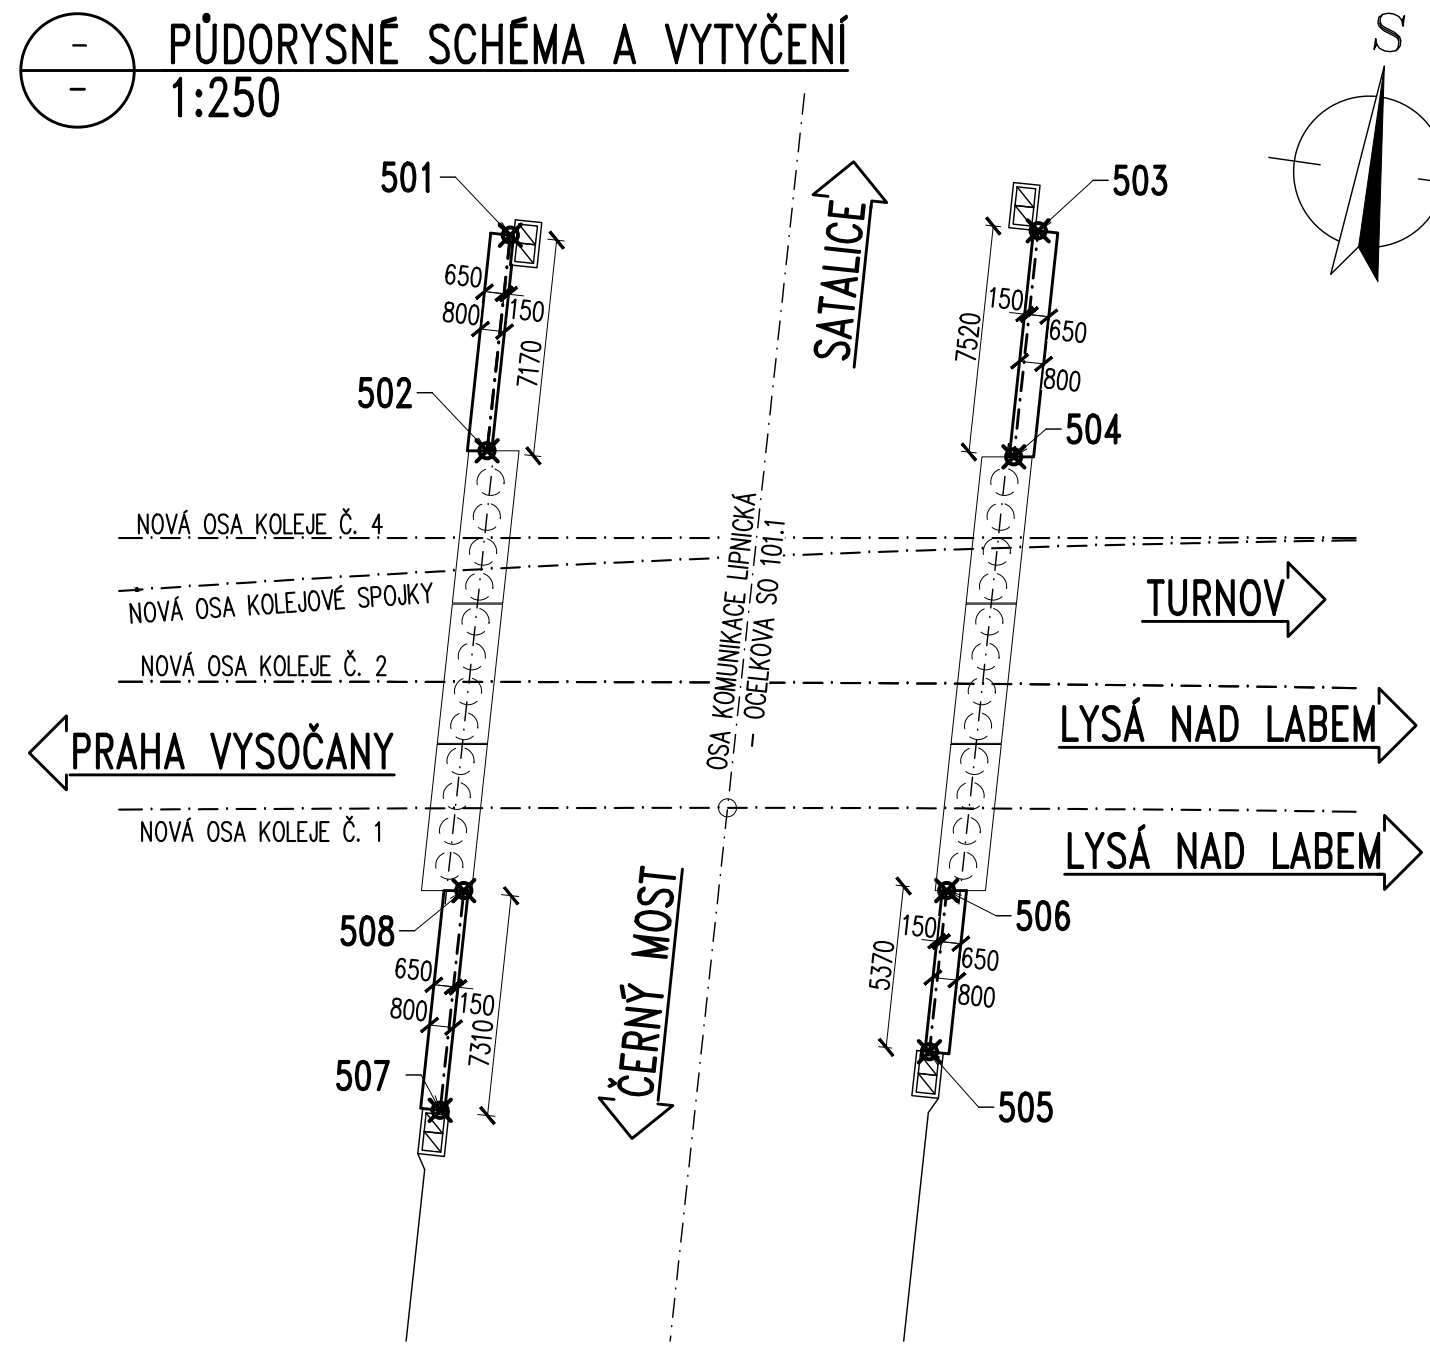 PŮDORYSNÉ SCHÉMA A VYTYČENÍ
1:250
S
501
503
SATALICE
650
150
800
7170
150
650
7520
800
502
504
NOVÁ OSA KOLEJE Č. 4
NOVÁ OSA KOLEJOVÉ SPOJKY
OSA KOMUNIKACE LIPNICKÁ
- OCELKOVA SO 101.1
TURNOV
NOVÁ OSA KOLEJE Č. 2
LYSÁ NAD LABEM
PRAHA VYSOČANY
NOVÁ OSA KOLEJE Č. 1
LYSÁ NAD LABEM
ČERNÝ MOST
508
506
150
650
5370
800
650
150
800
7310
507
505